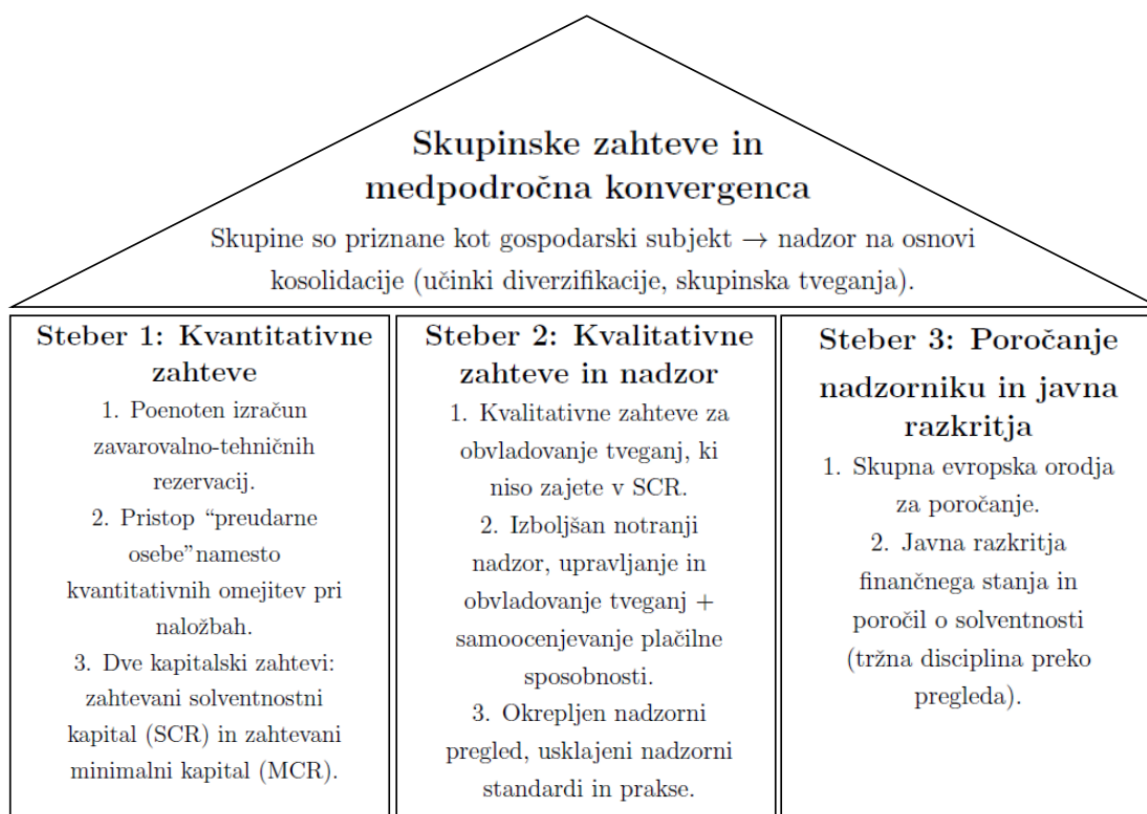 Skupinske zahteve in
medpodročna konvergenca
Skupine so priznane kot gospodarski subjekt → nadzor na osnovi
kosolidacije (učinki diverzifikacije, skupinska tveganja).
Steber 1: Kvantitativne
zahteve
1. Poenoten izračun
zavarovalno-tehničnih
rezervacij.
2. Pristop “preudarne
osebe”namesto
kvantitativnih omejitev pri
naložbah.
3. Dve kapitalski zahtevi:
zahtevani solventnostni
kapital (SCR) in zahtevani
minimalni kapital (MCR).
Steber 2: Kvalitativne
zahteve in nadzor
1. Kvalitativne zahteve za
obvladovanje tveganj, ki
niso zajete v SCR.
2. Izboljšan notranji
nadzor, upravljanje in
obvladovanje tveganj +
samoocenjevanje plačilne
sposobnosti.
3. Okrepljen nadzorni
pregled, usklajeni nadzorni
standardi in prakse.
Steber 3: Poročanje
nadzorniku in javna
razkritja
1. Skupna evropska orodja
za poročanje.
2. Javna razkritja
finančnega stanja in
poročil o solventnosti
(tržna disciplina preko
pregleda).